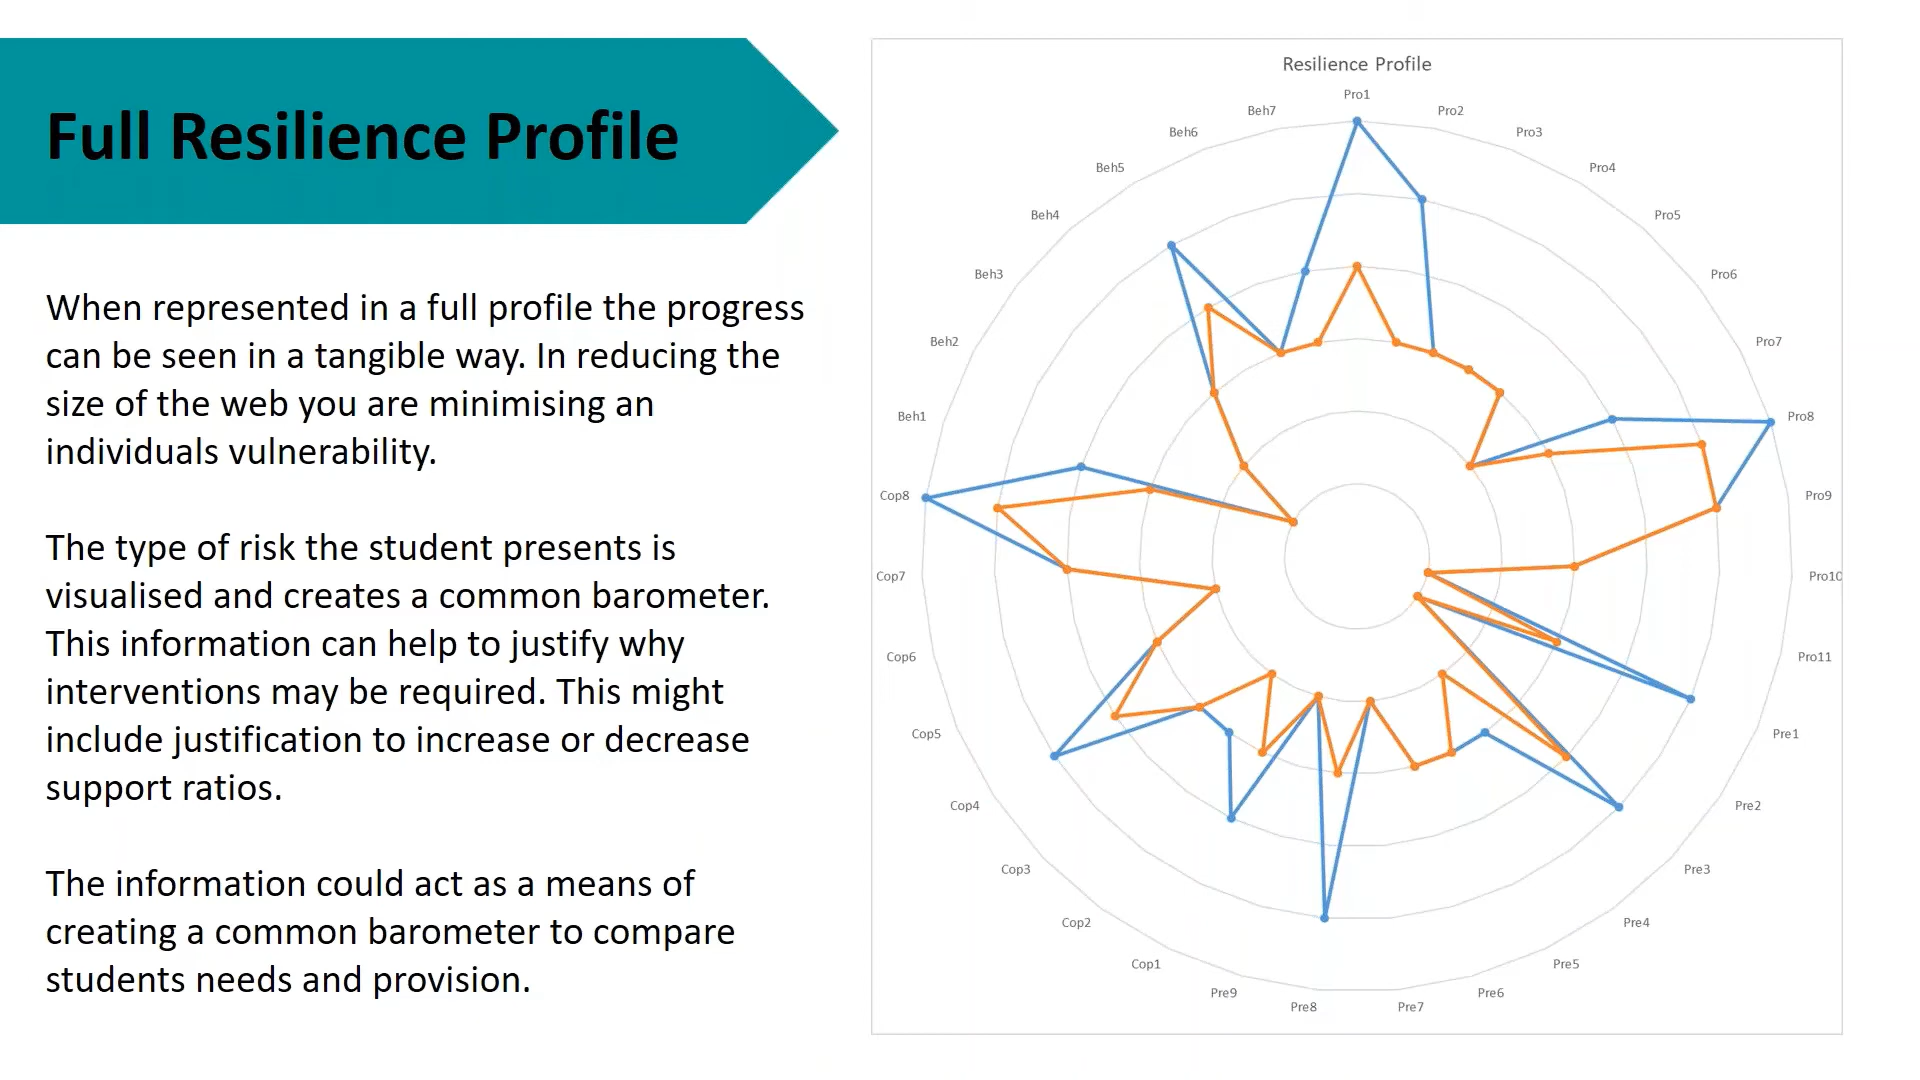 Full Resilience Profile
When represented in a full profile the progress
can be seen in a tangible way. In reducing the
size of the web you are minimising an
individuals vulnerability.
The type of risk the student presents is
visualised and creates a common barometer.
This information can help to justify why
interventions may be required. This might
include justification to increase or decrease
support ratios.
The information could act as a means of
creating a common barometer to compare
students needs and provision.
Resilience Profile
Pro1
Pro2
Pro3
Pro4
Pro5
Pro6
Pro7
Pro8
Pro9
Pro10
Pro11
Pre1
Pre2
Pre3
Pre4
Pre5
Pre6
Pre7
Pre8
Pre9
Cop1
Cop2
Cop3
Cop4
Cop5
Cop6
Cop7
Cop8
Beh1
Beh2
Beh3
Beh4
Beh5
Beh6
Beh7